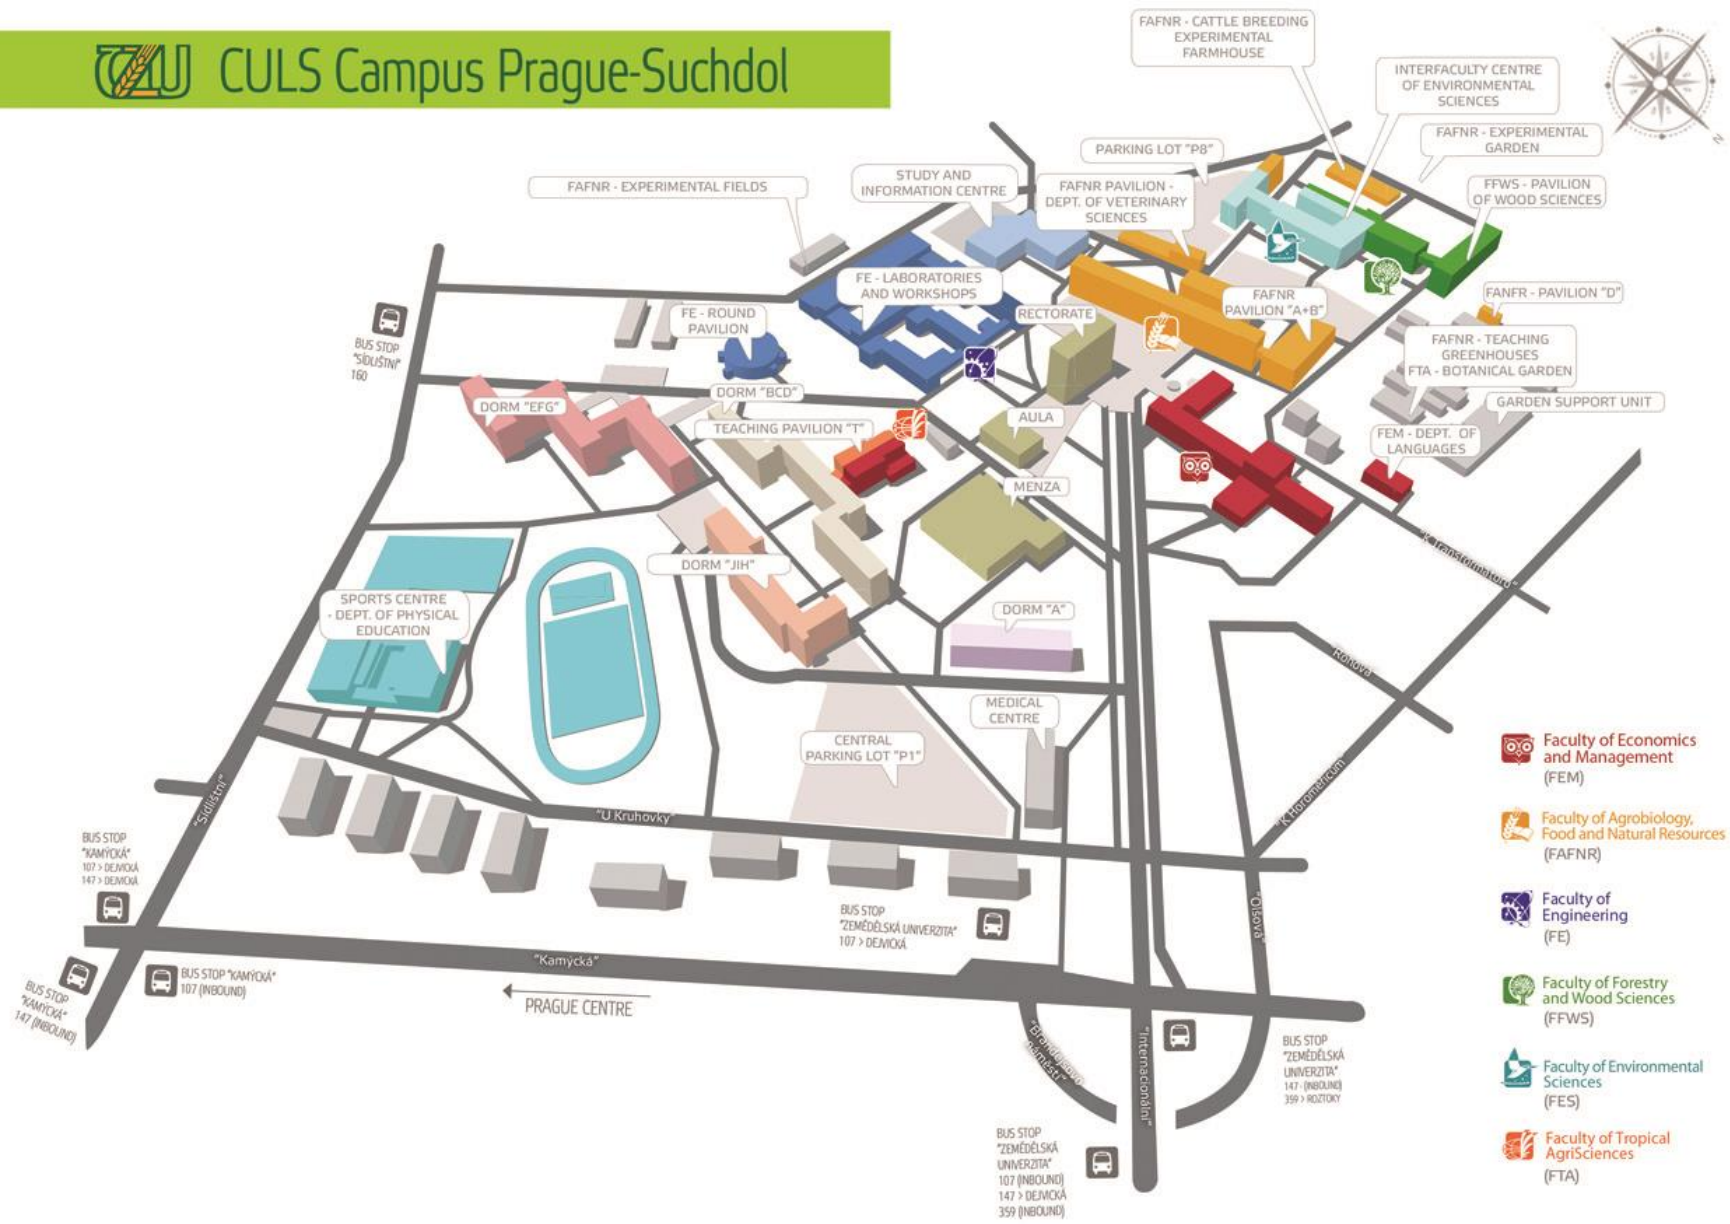 CZU CULS Campus Prague-Suchdol
FAFNR - CATTLE BREEDING
EXPERIMENTAL
FARMHOUSE
INTERFACULTY CENTRE
OF ENVIRONMENTAL
SCIENCES
FAFNR - EXPERIMENTAL
GARDEN
PARKING LOT "P8"
STUDY AND
INFORMATION CENTRE
FAFNR PAVILION -
DEPT. OF VETERINARY
SCIENCES
FAFNR - EXPERIMENTAL FIELDS
FFWS - PAVILION
OF WOOD SCIENCES
FE - LABORATORIES
AND WORKSHOPS
FE - ROUND
PAVILION
RECTORATE
FAFNR
PAVILION "A+B"
FANFR - PAVILION "D"
BUS STOP
"SÍDLIŠTNÍ"
160
FAFNR - TEACHING
GREENHOUSES
FTA - BOTANICAL GARDEN
GARDEN SUPPORT UNIT
DORM "EFG"
DORM "BCD"
TEACHING PAVILION "T"
AULA
FEM - DEPT. OF
LANGUAGES
MENZA
"K Transformátoru"
DORM "JIH"
SPORTS CENTRE
- DEPT. OF PHYSICAL
EDUCATION
DORM "A"
"Rohová"
MEDICAL
CENTRE
CENTRAL
PARKING LOT "P1"
"Sídlištní"
"U Kruhovky"
"K Horoměřicům"
"Olšová"
BUS STOP
"KAMÝCKÁ"
107 > DEJVICKÁ
147 > DEJVICKÁ
BUS STOP
"ZEMĚDĚLSKÁ UNIVERZITA"
107 > DEJVICKÁ
"Kamýcká"
BUS STOP "KAMÝCKÁ"
107 (INBOUND)
BUS STOP
"KAMÝCKÁ"
147 (INBOUND)
PRAGUE CENTRE
"Brandejsovo
náměstí"
"Internacionální"
BUS STOP
"ZEMĚDĚLSKÁ
UNIVERZITA"
147 - (INBOUND)
359 > ROZTOKY
BUS STOP
"ZEMĚDĚLSKÁ
UNIVERZITA"
107 (INBOUND)
147 > DEJVICKÁ
359 (INBOUND)
Faculty of Economics
and Management
(FEM)
Faculty of Agrobiology,
Food and Natural Resources
(FAFNR)
Faculty of
Engineering
(FE)
Faculty of Forestry
and Wood Sciences
(FFWS)
Faculty of Environmental
Sciences
(FES)
Faculty of Tropical
AgriSciences
(FTA)